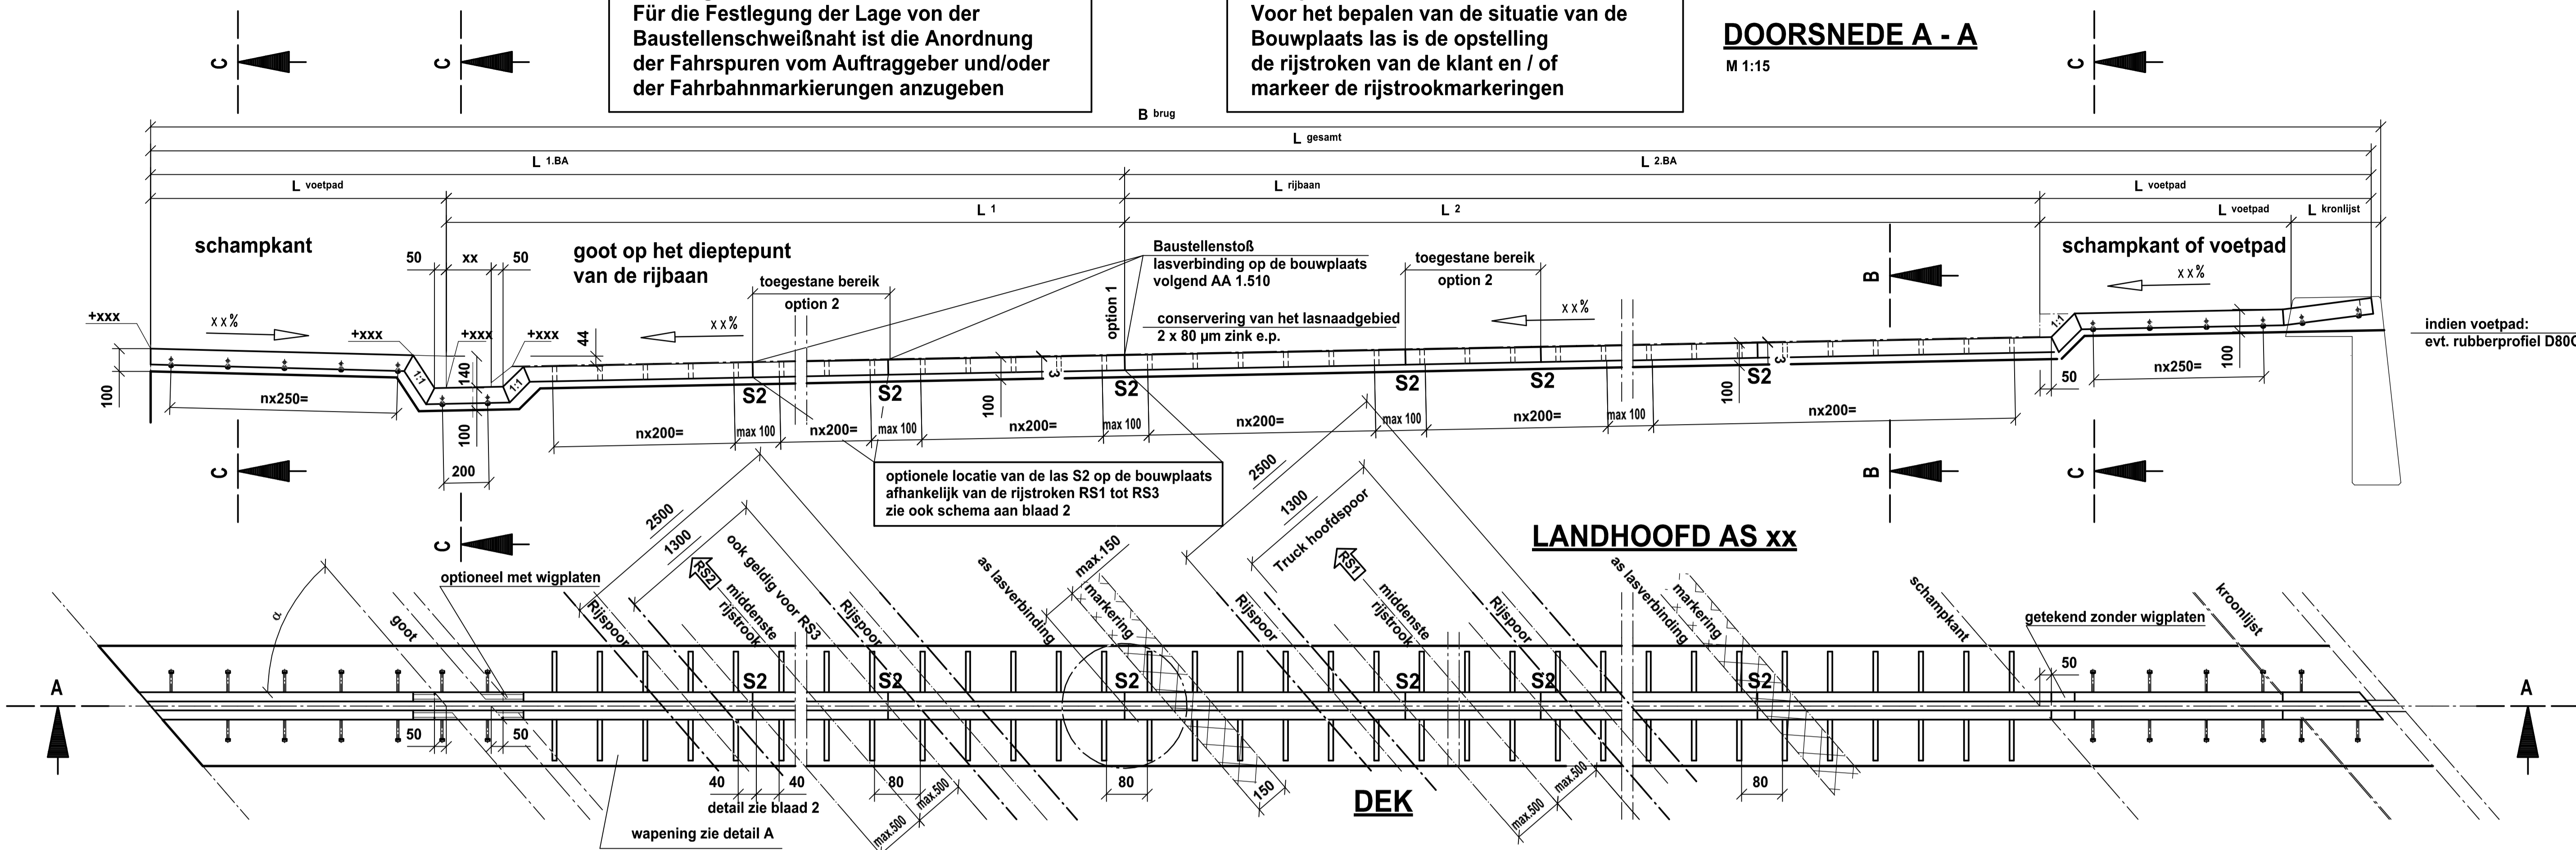 Für die Festlegung der Lage von der
Baustellenschweißnaht ist die Anordnung
der Fahrspuren vom Auftraggeber und/oder
der Fahrbahnmarkierungen anzugeben
Voor het bepalen van de situatie van de
Bouwplaats las is de opstelling
de rijstroken van de klant en / of
markeer de rijstrookmarkeringen
DOORSNEDE A - A
M 1:15
C
C
C
B brug
L gesamt
L 1.BA
L 2.BA
L voetpad
L rijbaan
L voetpad
L 1
L 2
L voetpad
L kronlijst
schampkant
goot op het dieptepunt
van de rijbaan
schampkant of voetpad
50
xx
50
toegestane bereik
option 2
Baustellenstoß
lasverbinding op de bouwplaats
volgend AA 1.510
option 1
conservering van het lasnaadgebied
2 x 80 µm zink e.p.
toegestane bereik
option 2
B
x x %
x x %
x x %
x x %
+xxx
+xxx
+xxx
+xxx
44
indien voetpad:
evt. rubberprofiel D80
100
1:1
140
1:1
100
3
100
3
100
1:1
50
100
nx250=
nx250=
200
S2
S2
S2
S2
S2
S2
nx200=
max 100
nx200=
max 100
nx200=
max 100
nx200=
max 100
nx200=
max 100
nx200=
C
C
B
C
optionele locatie van de las S2 op de bouwplaats
afhankelijk van de rijstroken RS1 tot RS3
zie ook schema aan blaad 2
LANDHOOFD AS xx
2500
1300
ook geldig voor RS3
RS2
middenste
rijstrook
Rijspoor
Rijspoor
optioneel met wigplaten
α
goot
as lasverbinding
max.150
markering
2500
1300
Truck hoofdspoor
RS1
middenste
rijstrook
Rijspoor
Rijspoor
as lasverbinding
markering
schampkant
kroonlijst
getekend zonder wigplaten
50
A
A
S2
S2
S2
S2
S2
S2
50
50
40
40
detail zie blaad 2
80
max.500
max.500
80
150
DEK
max.500
max.500
80
wapening zie detail A